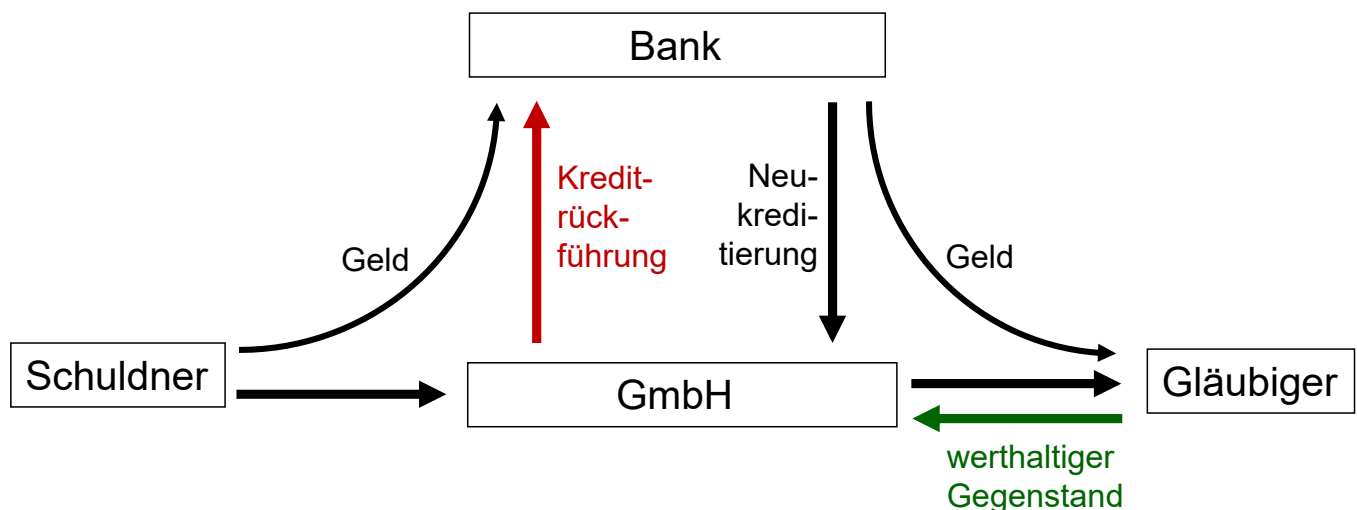 Bank
Kredit-
rück-
führung
Neu-
kredi-
tierung
Geld
Geld
Schuldner
GmbH
Gläubiger
werthaltiger
Gegenstand